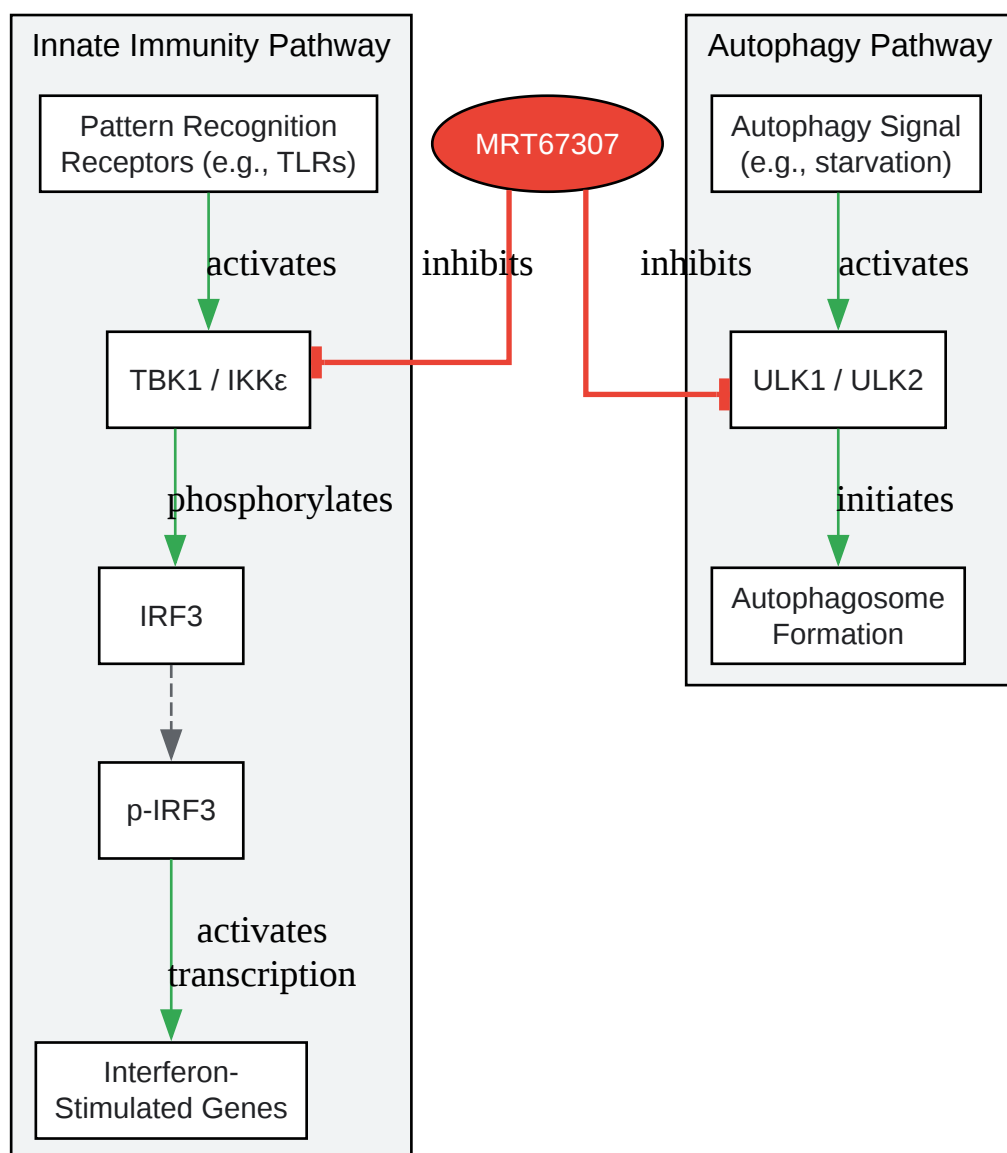 Innate Immunity Pathway
Pattern Recognition
Receptors (e.g., TLRs)
activates
TBK1 / IKKε
phosphorylates
IRF3
p-IRF3
activates
transcription
Interferon-
Stimulated Genes
MRT67307
inhibits
inhibits
Autophagy Pathway
Autophagy Signal
(e.g., starvation)
activates
ULK1 / ULK2
initiates
Autophagosome
Formation